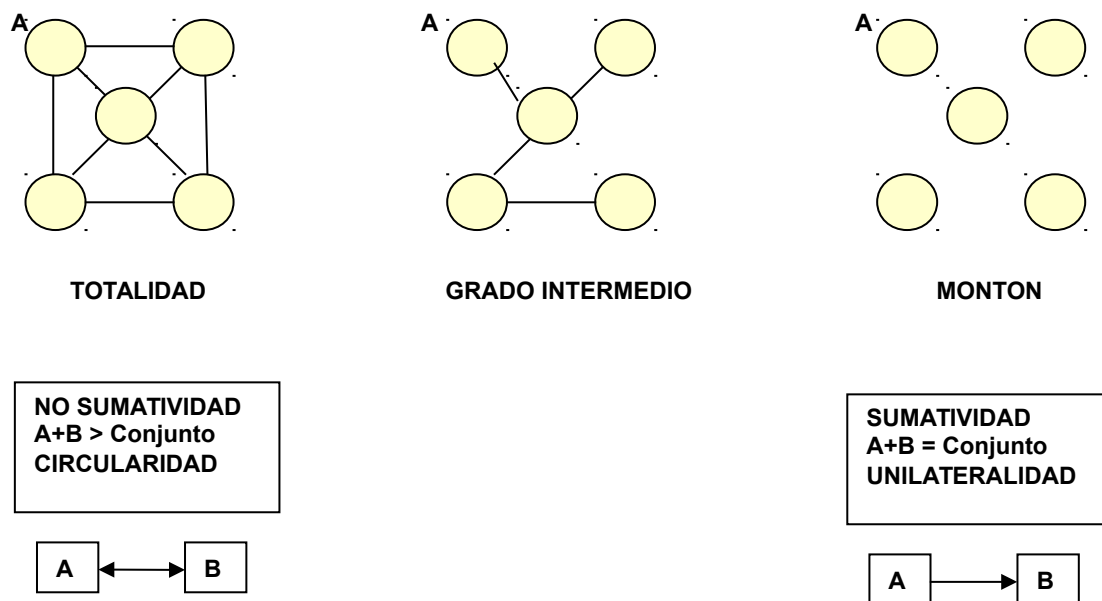 A
A
A
TOTALIDAD
GRADO INTERMEDIO
MONTON
NO SUMATIVIDAD
A+B > Conjunto
CIRCULARIDAD
SUMATIVIDAD
A+B = Conjunto
UNILATERALIDAD
A
B
A
B